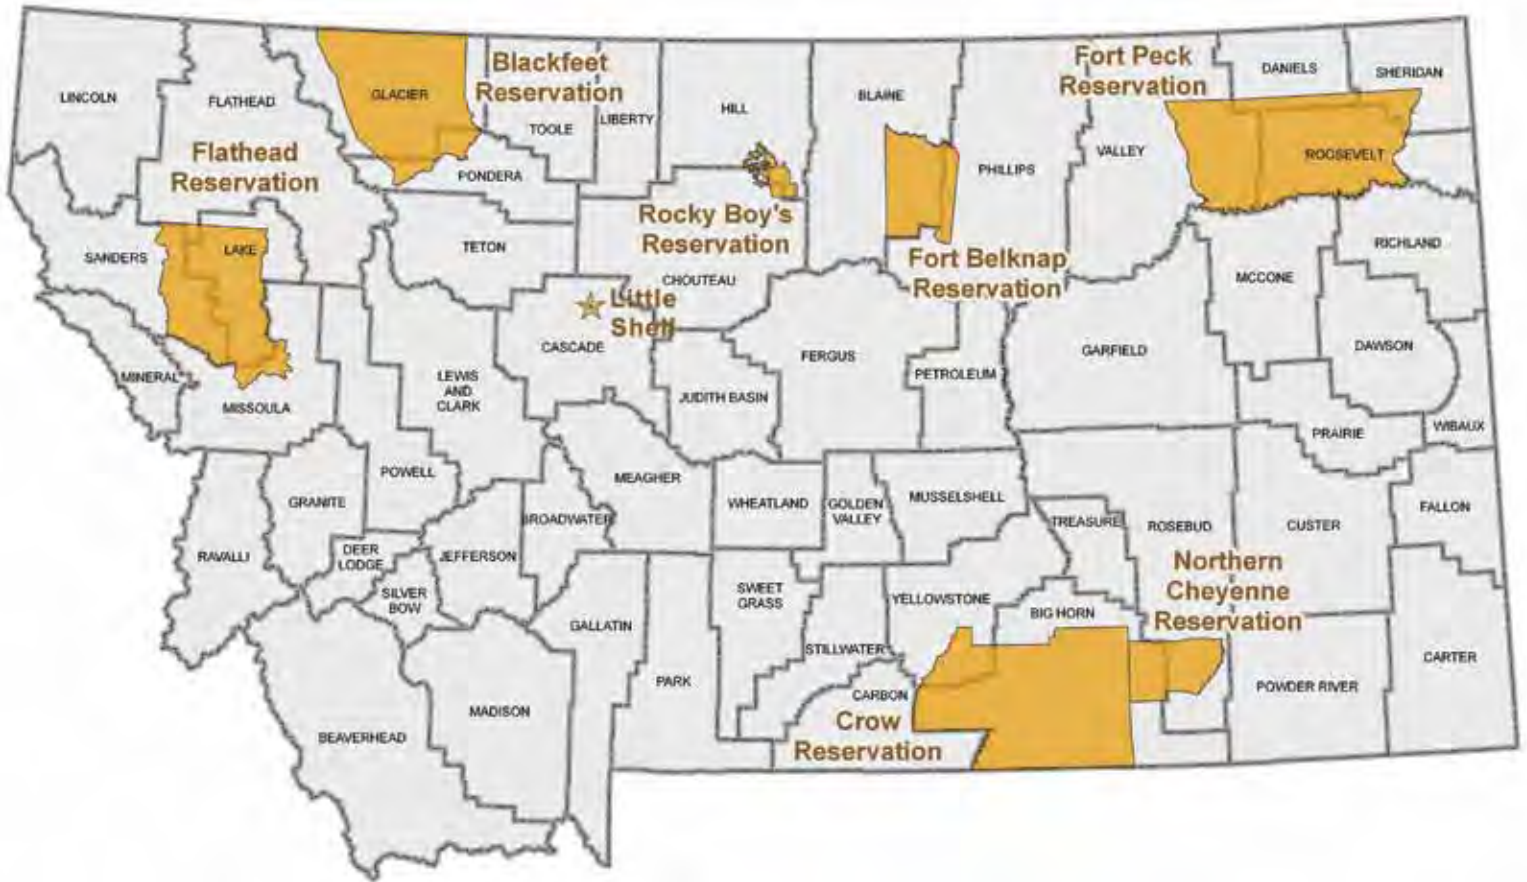 Blackfeet
Reservation
Fort Peck
Reservation
DANIELS
SHERIDAN
LINCOLN
FLATHEAD
GLACIER
TOOLE
LIBERTY
HILL
BLAINE
Flathead
Reservation
PONDERA
PHILLIPS
VALLEY
ROOSEVELT
Rocky Boy's
Reservation
SANDERS
LAKE
TETON
CHOUTEAU
Fort Belknap
Reservation
MCCONE
RICHLAND
Little
Shell
CASCADE
FERGUS
GARFIELD
DAWSON
MINERAL
MISSOULA
LEWIS
AND
CLARK
JUDITH BASIN
PETROLEUM
PRAIRIE
WIBAUX
POWELL
MEAGHER
GRANITE
WHEATLAND
GOLDEN
VALLEY
MUSSELSHELL
BROADWATER
TREASURE
ROSEBUD
CUSTER
FALLON
RAVALLI
DEER
LODGE
JEFFERSON
Northern
Cheyenne
Reservation
SILVER
BOW
SWEET
GRASS
YELLOWSTONE
BIG HORN
GALLATIN
STILLWATER
PARK
CARBON
POWDER RIVER
CARTER
MADISON
BEAVERHEAD
Crow
Reservation